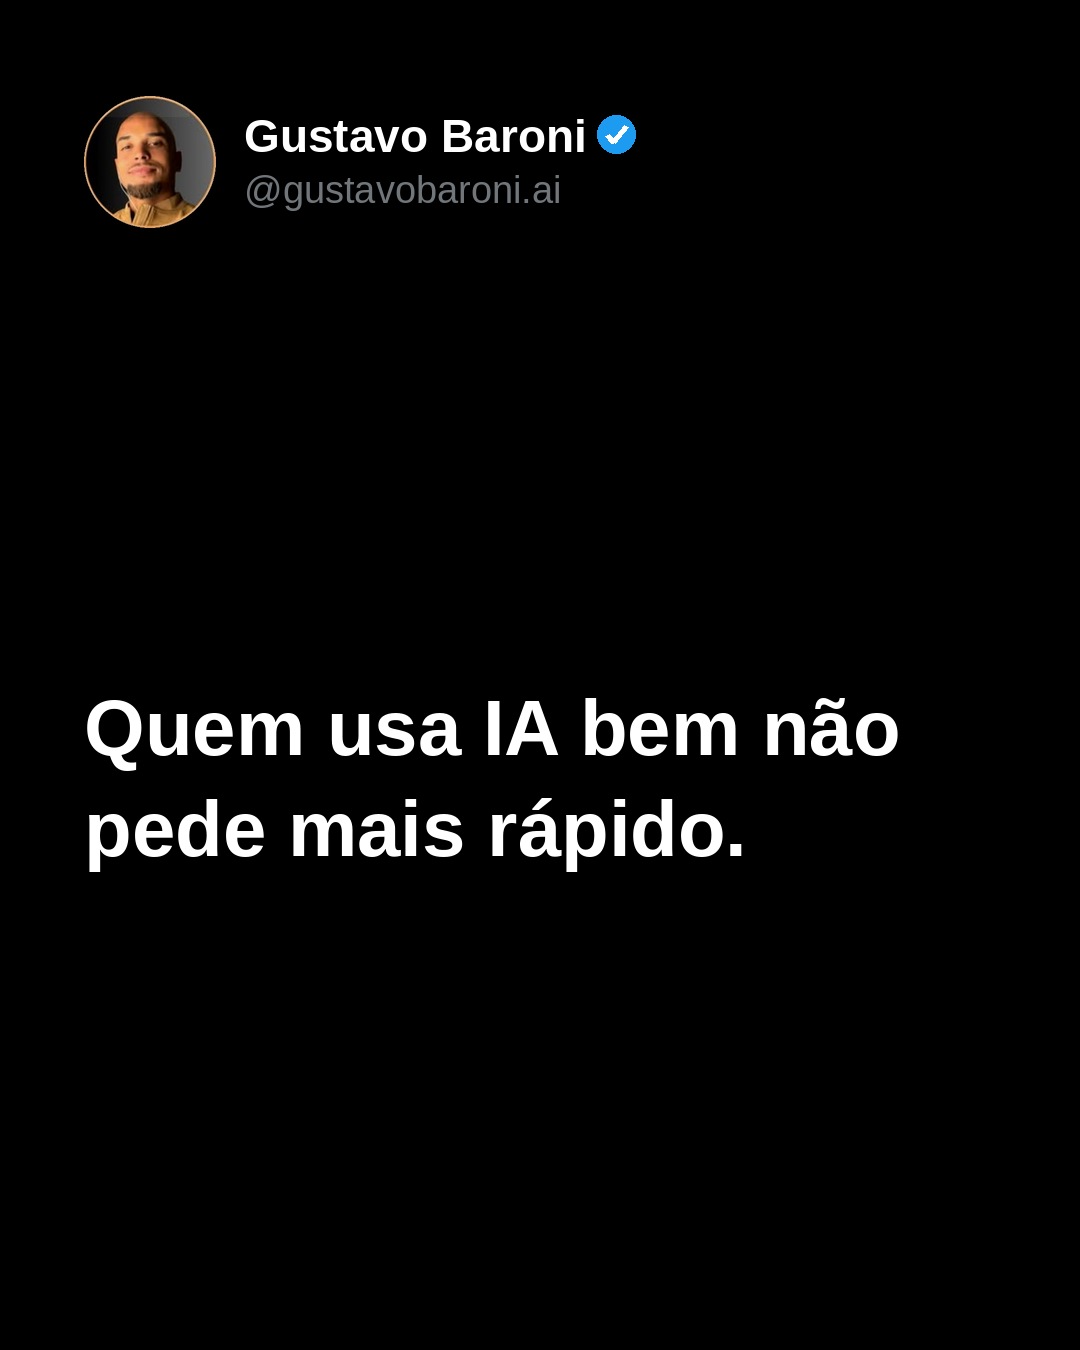 Gustavo Baroni
@gustavobaroni.ai
Quem usa IA bem não
pede mais rápido.